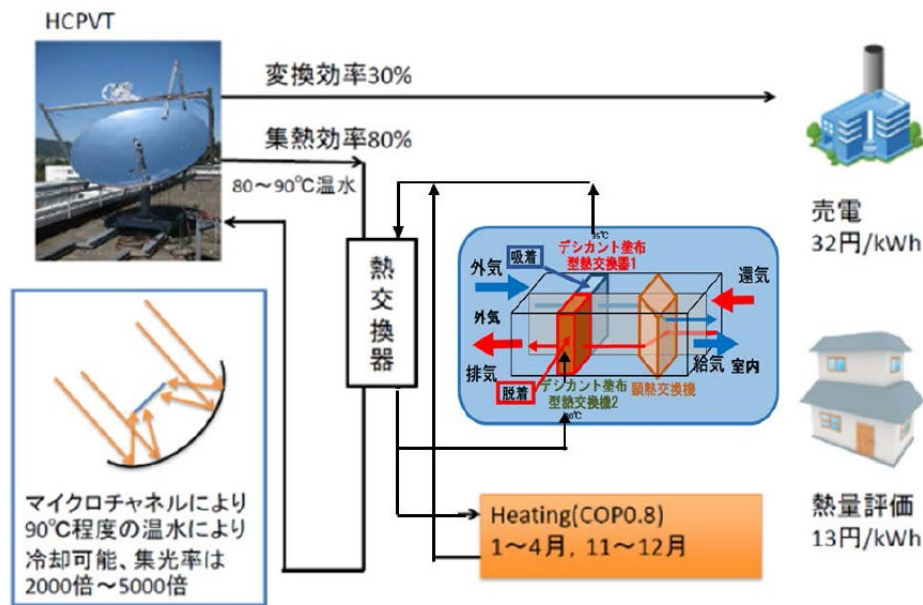 HCPVT
変換効率30%
集熱効率80%
80～90℃温水
熱交換器
売電
32円/kWh
吸着
デシカント塗布
型熱交換器1
外気
還気
外気
排気
給気
室内
脱着
デシカント塗布
型熱交換機2
顕熱交換機
マイクロチャネルにより
90℃程度の温水により
冷却可能、集光率は
2000倍～5000倍
Heating(COP0.8)
1～4月，11～12月
熱量評価
13円/kWh